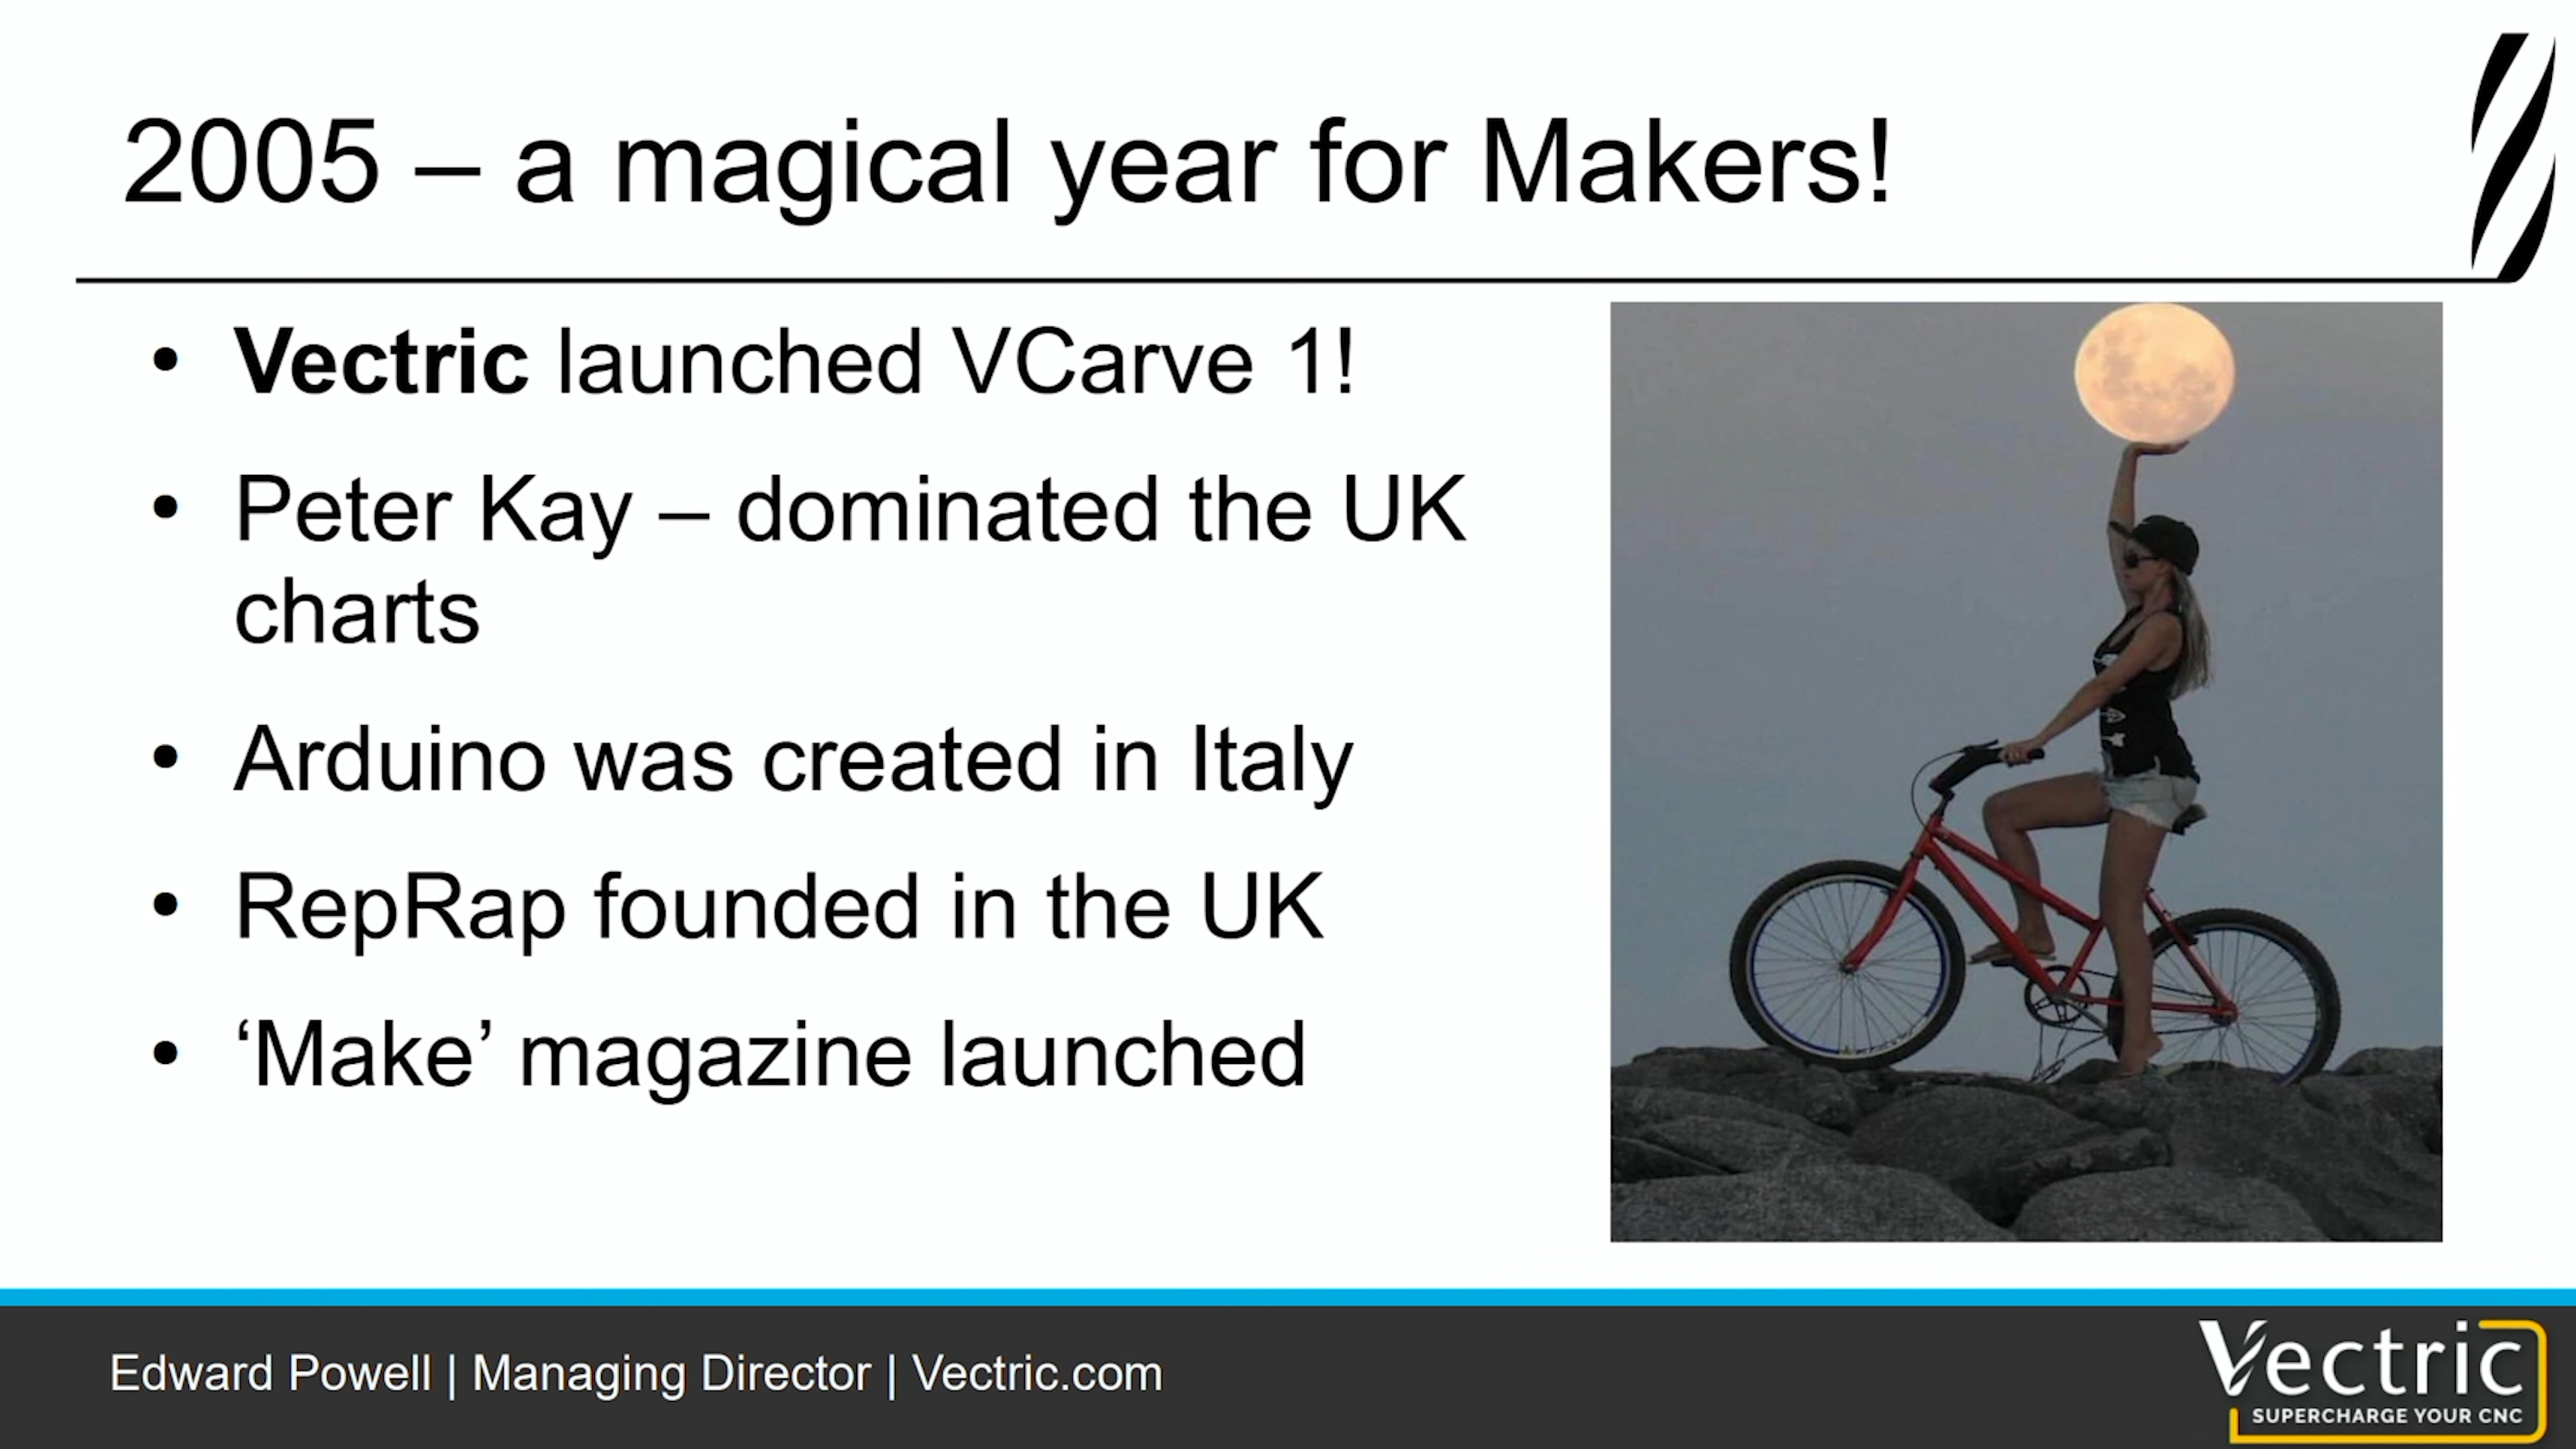 2005 – a magical year for Makers!
• Vectric launched VCarve 1!
• Peter Kay – dominated the UK
charts
• Arduino was created in Italy
• RepRap founded in the UK
• ‘Make’ magazine launched
Edward Powell | Managing Director | Vectric.com
Vectric
SUPERCHARGE YOUR CNC